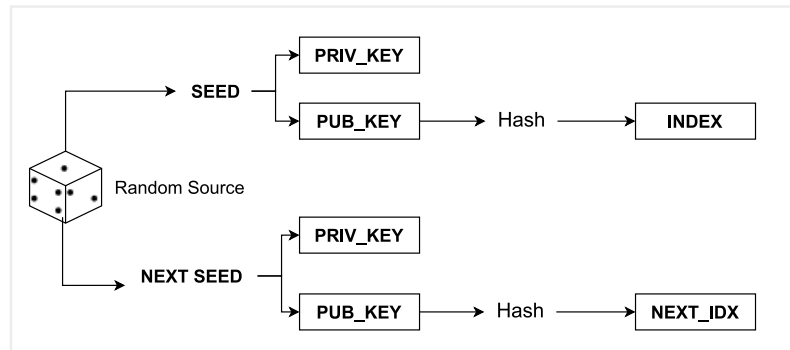 PRIV_KEY
SEED
PUB_KEY
Hash
INDEX
Random Source
PRIV_KEY
NEXT SEED
PUB_KEY
Hash
NEXT_IDX